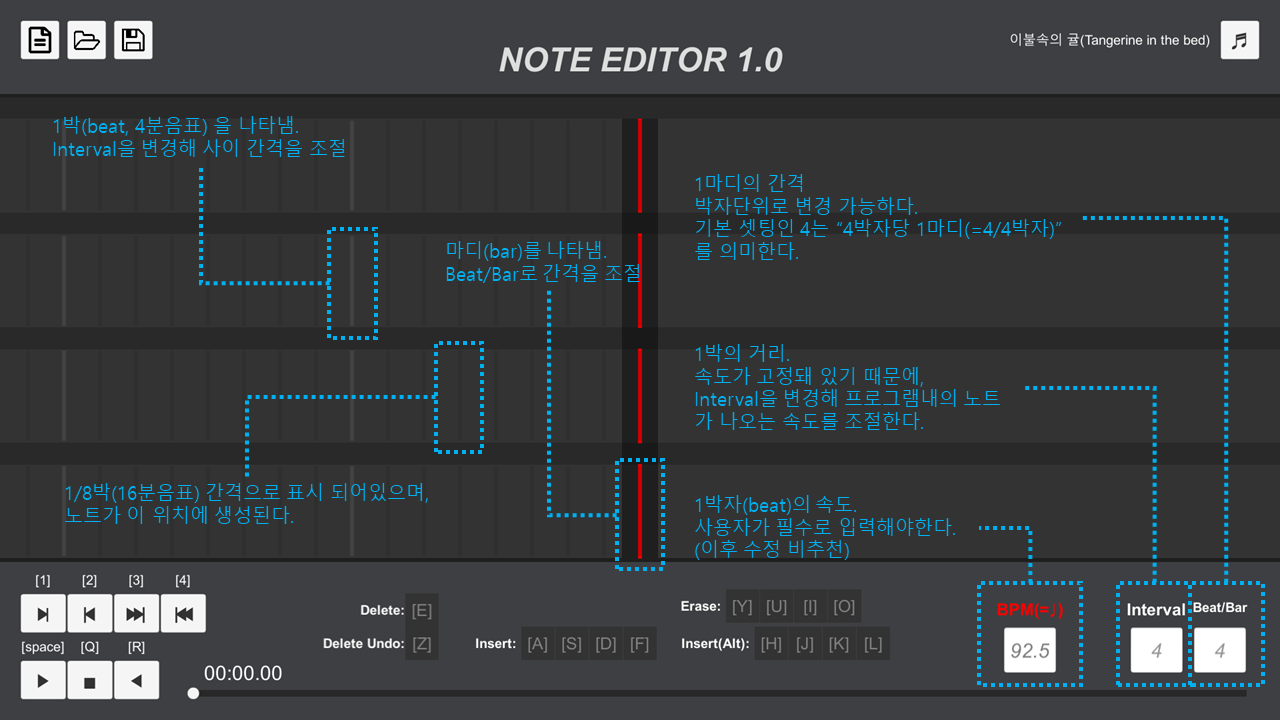 이불속의 귤(Tangerine in the bed)
NOTE EDITOR 1.0
1박(beat, 4분음표) 을 나타냄.
Interval을 변경해 사이 간격을 조절
1마디의 간격
박자단위로 변경 가능하다.
기본 셋팅인 4는 “4박자당 1마디(=4/4박자)”
를 의미한다.
마디(bar)를 나타냄.
Beat/Bar로 간격을 조절
1박의 거리.
속도가 고정돼 있기 때문에,
Interval을 변경해 프로그램내의 노트
가 나오는 속도를 조절한다.
1/8박(16분음표) 간격으로 표시 되어있으며,
노트가 이 위치에 생성된다.
1박자(beat)의 속도.
사용자가 필수로 입력해야한다.
(이후 수정 비추천)
[1] [2] [3] [4]
[space] [Q] [R]
00:00.00
Delete: [E]
Delete Undo: [Z]
Insert: [A] [S] [D] [F]
Erase: [Y] [U] [I] [O]
Insert(Alt): [H] [J] [K] [L]
BPM(=♩)
92.5
Interval
4
Beat/Bar
4